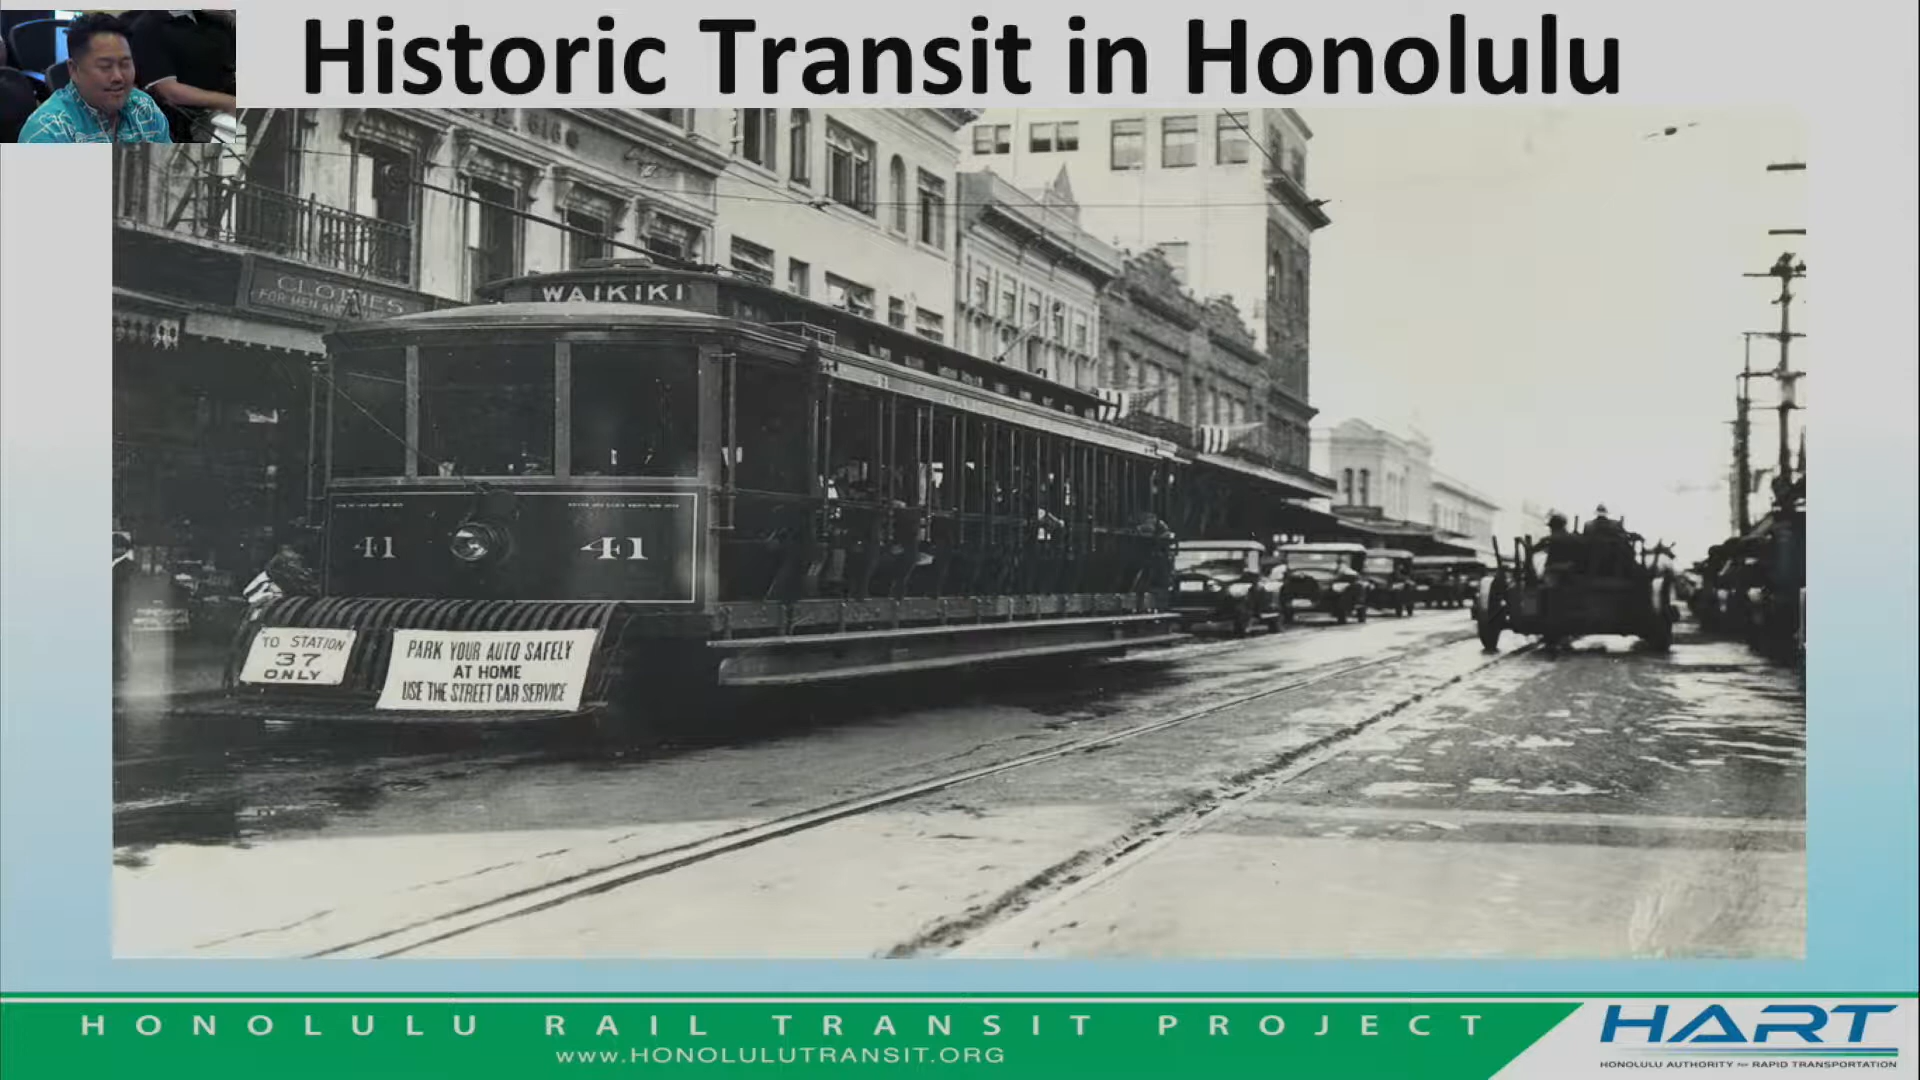 Historic Transit in Honolulu
CLOTHES
FOR MEN AND
WAIKIKI
41
41
TO STATION
37
ONLY
PARK YOUR AUTO SAFELY
AT HOME
USE THE STREET CAR SERVICE
HONOLULU RAIL TRANSIT PROJECT
WWW.HONOLULUTRANSIT.ORG
HART
HONOLULU AUTHORITY for RAPID TRANSPORTATION